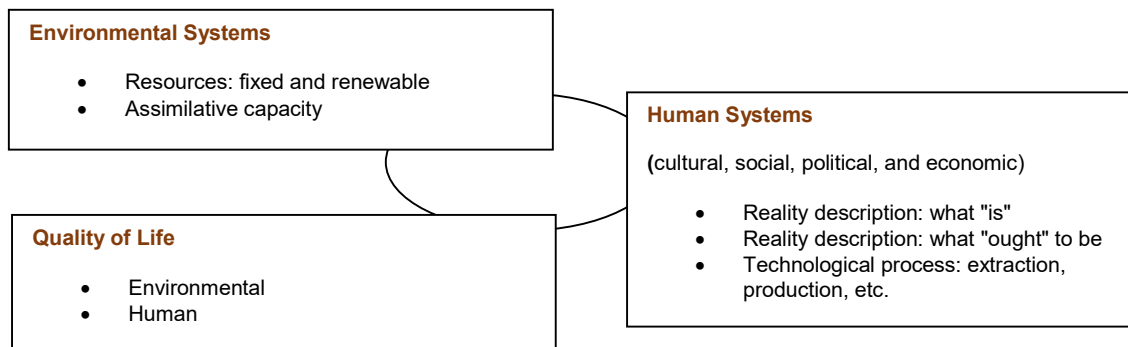 Environmental Systems
• Resources: fixed and renewable
• Assimilative capacity
Quality of Life
• Environmental
• Human
Human Systems
(cultural, social, political, and economic)
• Reality description: what "is"
• Reality description: what "ought" to be
• Technological process: extraction,
production, etc.